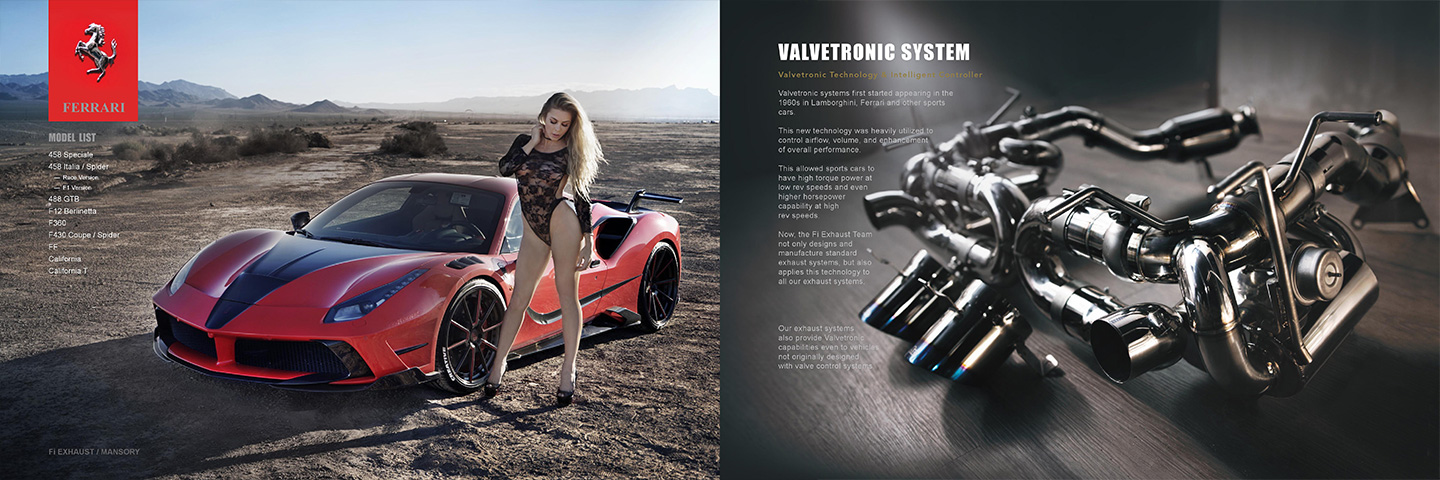 FERRARI
MODEL LIST
458 Speciale
458 Italia / Spider
— Race Version
— F1 Version
488 GTB
F12 Berlinetta
F360
F430 Coupe / Spider
FF
California
California T
Fi EXHAUST / MANSORY
VALVETRONIC SYSTEM
Valvetronic Technology & Intelligent Controller
Valvetronic systems first started appearing in the
1960s in Lamborghini, Ferrari and other sports
cars.
This new technology was heavily utilized to
control airflow, volume, and enhancement
of overall performance.
This allowed sports cars to
have high torque power at
low rev speeds and even
higher horsepower
capability at high
rev speeds
Now, the Fi Exhaust Team
not only designs and
manufacture standard
exhaust systems, but also
applies this technology to
all our exhaust systems.
Our exhaust systems
also provide Valvetronic
capabilities even to vehicles
not originally designed
with valve control systems.